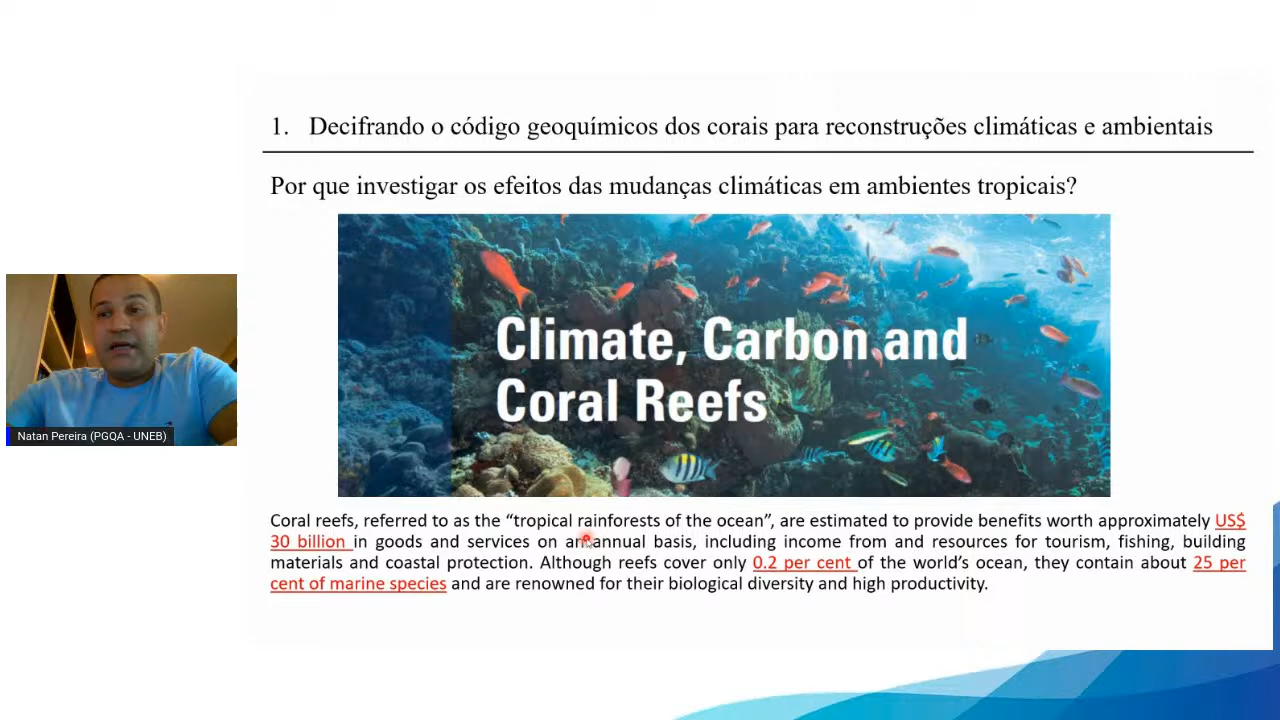 1. Decifrando o código geoquímicos dos corais para reconstruções climáticas e ambientais
Por que investigar os efeitos das mudanças climáticas em ambientes tropicais?
Climate, Carbon and
Coral Reefs
Natan Pereira (PGQA - UNEB)
Coral reefs, referred to as the “tropical rainforests of the ocean”, are estimated to provide benefits worth approximately US$
30 billion in goods and services on an annual basis, including income from and resources for tourism, fishing, building
materials and coastal protection. Although reefs cover only 0.2 per cent of the world’s ocean, they contain about 25 per
cent of marine species and are renowned for their biological diversity and high productivity.